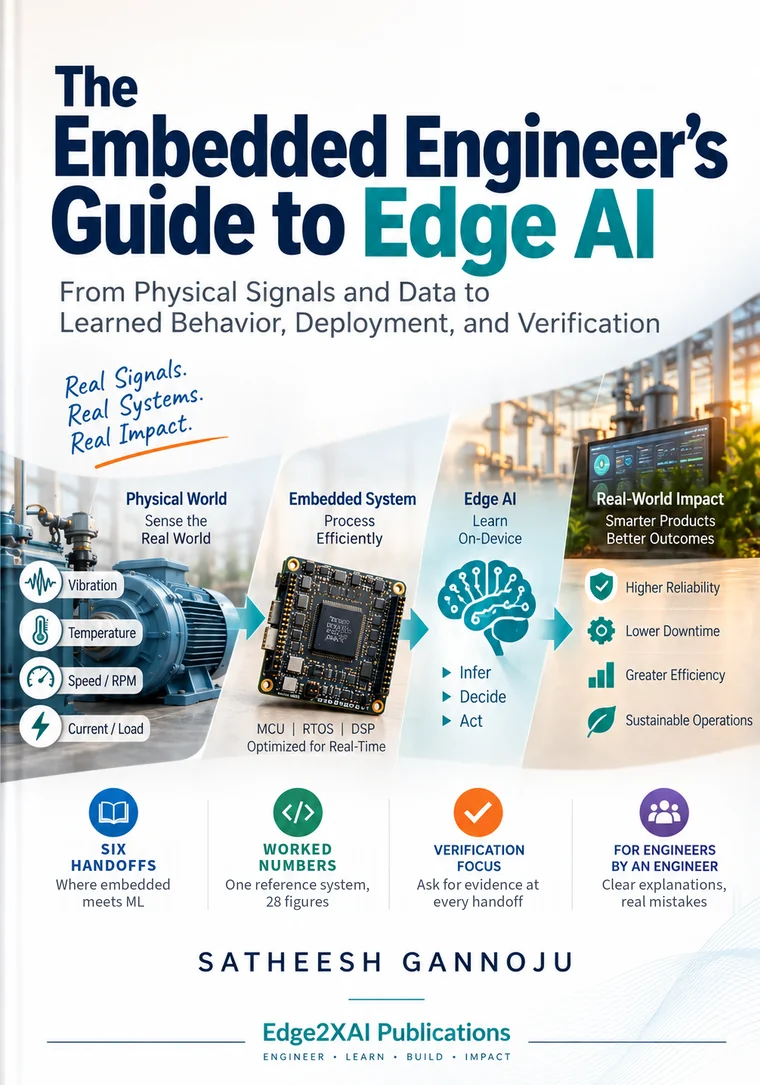 The
Embedded Engineer's
Guide to Edge AI
From Physical Signals and Data to
Learned Behavior, Deployment, and Verification
Real Signals.
Real Systems.
Real Impact.
Physical World
Sense the
Real World
Vibration
Temperature
Speed / RPM
Current / Load
Embedded System
Process
Efficiently
MCU | RTOS | DSP
Optimized for Real-Time
Edge AI
Learn
On-Device
Infer
Decide
Act
Real-World Impact
Smarter Products
Better Outcomes
Higher Reliability
Lower Downtime
Greater Efficiency
Sustainable Operations
SIX
HANDOFFS
Where embedded
meets ML
WORKED
NUMBERS
One reference system,
28 figures
VERIFICATION
FOCUS
Ask for evidence at
every handoff
FOR ENGINEERS
BY AN ENGINEER
Clear explanations,
real mistakes
SATHEESH GANNOJU
Edge2XAI Publications
ENGINEER • LEARN • BUILD • IMPACT